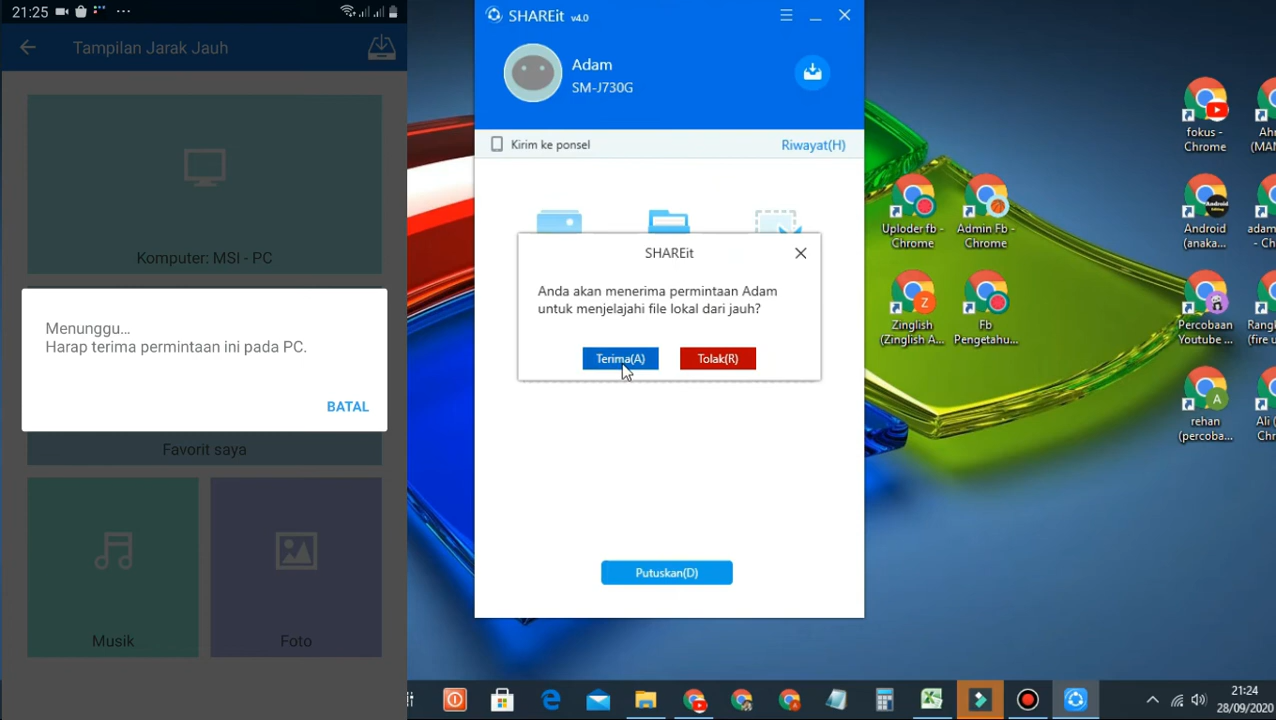 21:25
Tampilan Jarak Jauh
Komputer: MSI - PC
Menunggu...
Harap terima permintaan ini pada PC.
BATAL
Favorit saya
Musik
Foto
SHAREit v4.0
Adam
SM-J730G
Kirim ke ponsel
Riwayat(H)
SHAREit
Anda akan menerima permintaan Adam
untuk menjelajahi file lokal dari jauh?
Terima(A)
Tolak(R)
Putuskan(D)
fokus -
Chrome
Uploder fb -
Chrome
Admin Fb -
Chrome
Android
(anaka...
Zinglish
(Zinglish A...
Fb
Pengetahu...
Percobaan
Youtube ...
rehan
(percoba...
21:24
28/09/2020